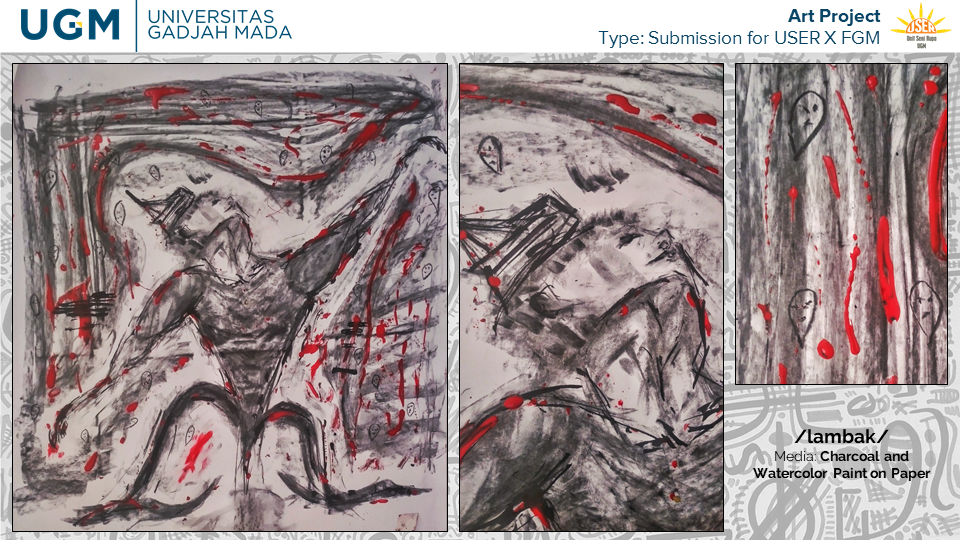 UGM
UNIVERSITAS
GADJAH MADA
Art Project
Type: Submission for USER X FGM
USER
Unit Seni Rupa
UGM
/lambak/
Media: Charcoal and
Watercolor Paint on Paper